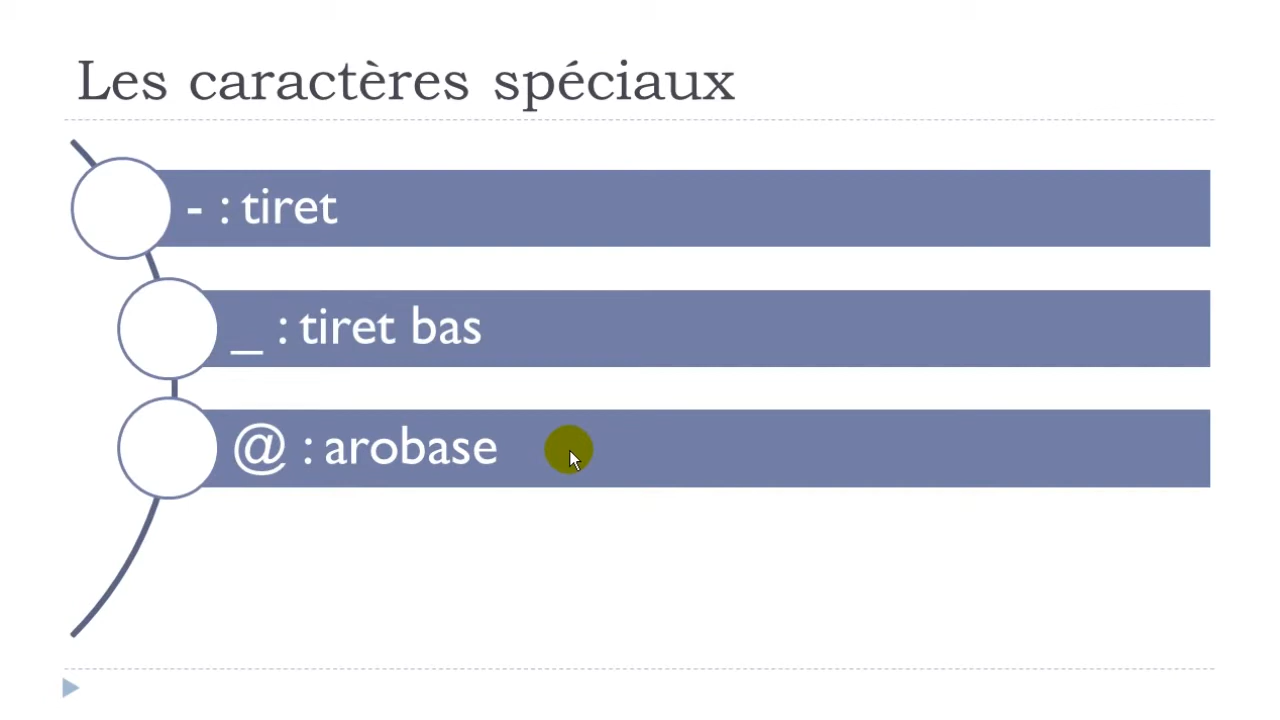 Les caractères spéciaux
- : tiret
_ : tiret bas
@ : arobase